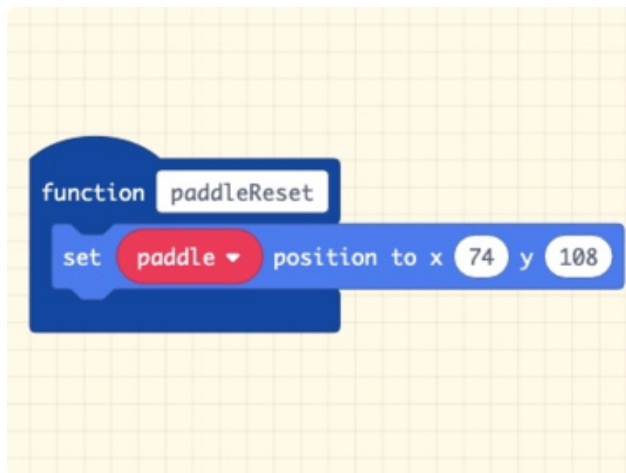 function paddleReset
set paddle position to x 74 y 108